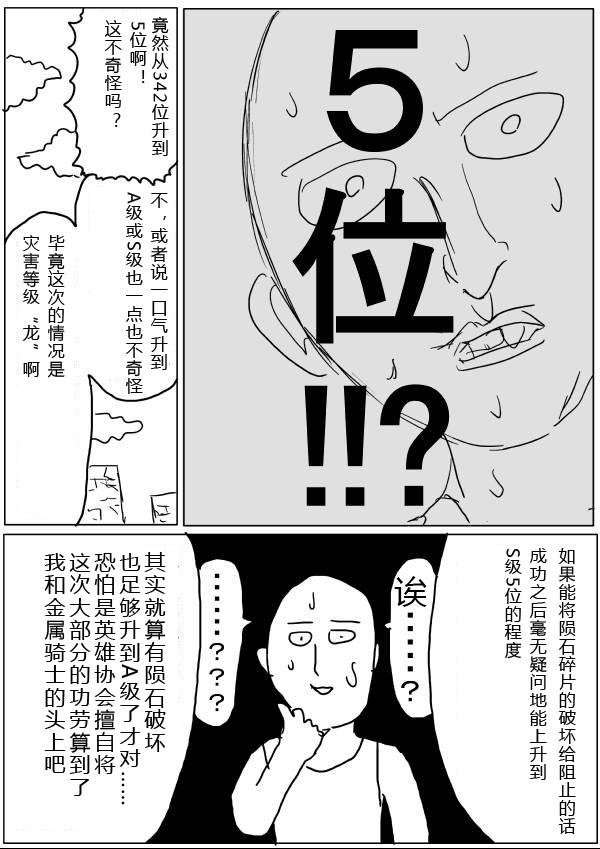 5位!!?
竟然从342位升到
5位啊！
这不奇怪吗？
不，或者说一口气升到
A级或S级也一点也不奇怪
毕竟这次的情况是
灾害等级“龙”啊
如果能将陨石碎片的破坏给阻止的话
成功之后毫无疑问地能上升到
S级5位的程度
诶……？
……？？？
其实就算有陨石破坏
也足够升到A级了才对……
恐怕是英雄协会擅自将
这次大部分的功劳算到了
我和金属骑士的头上吧